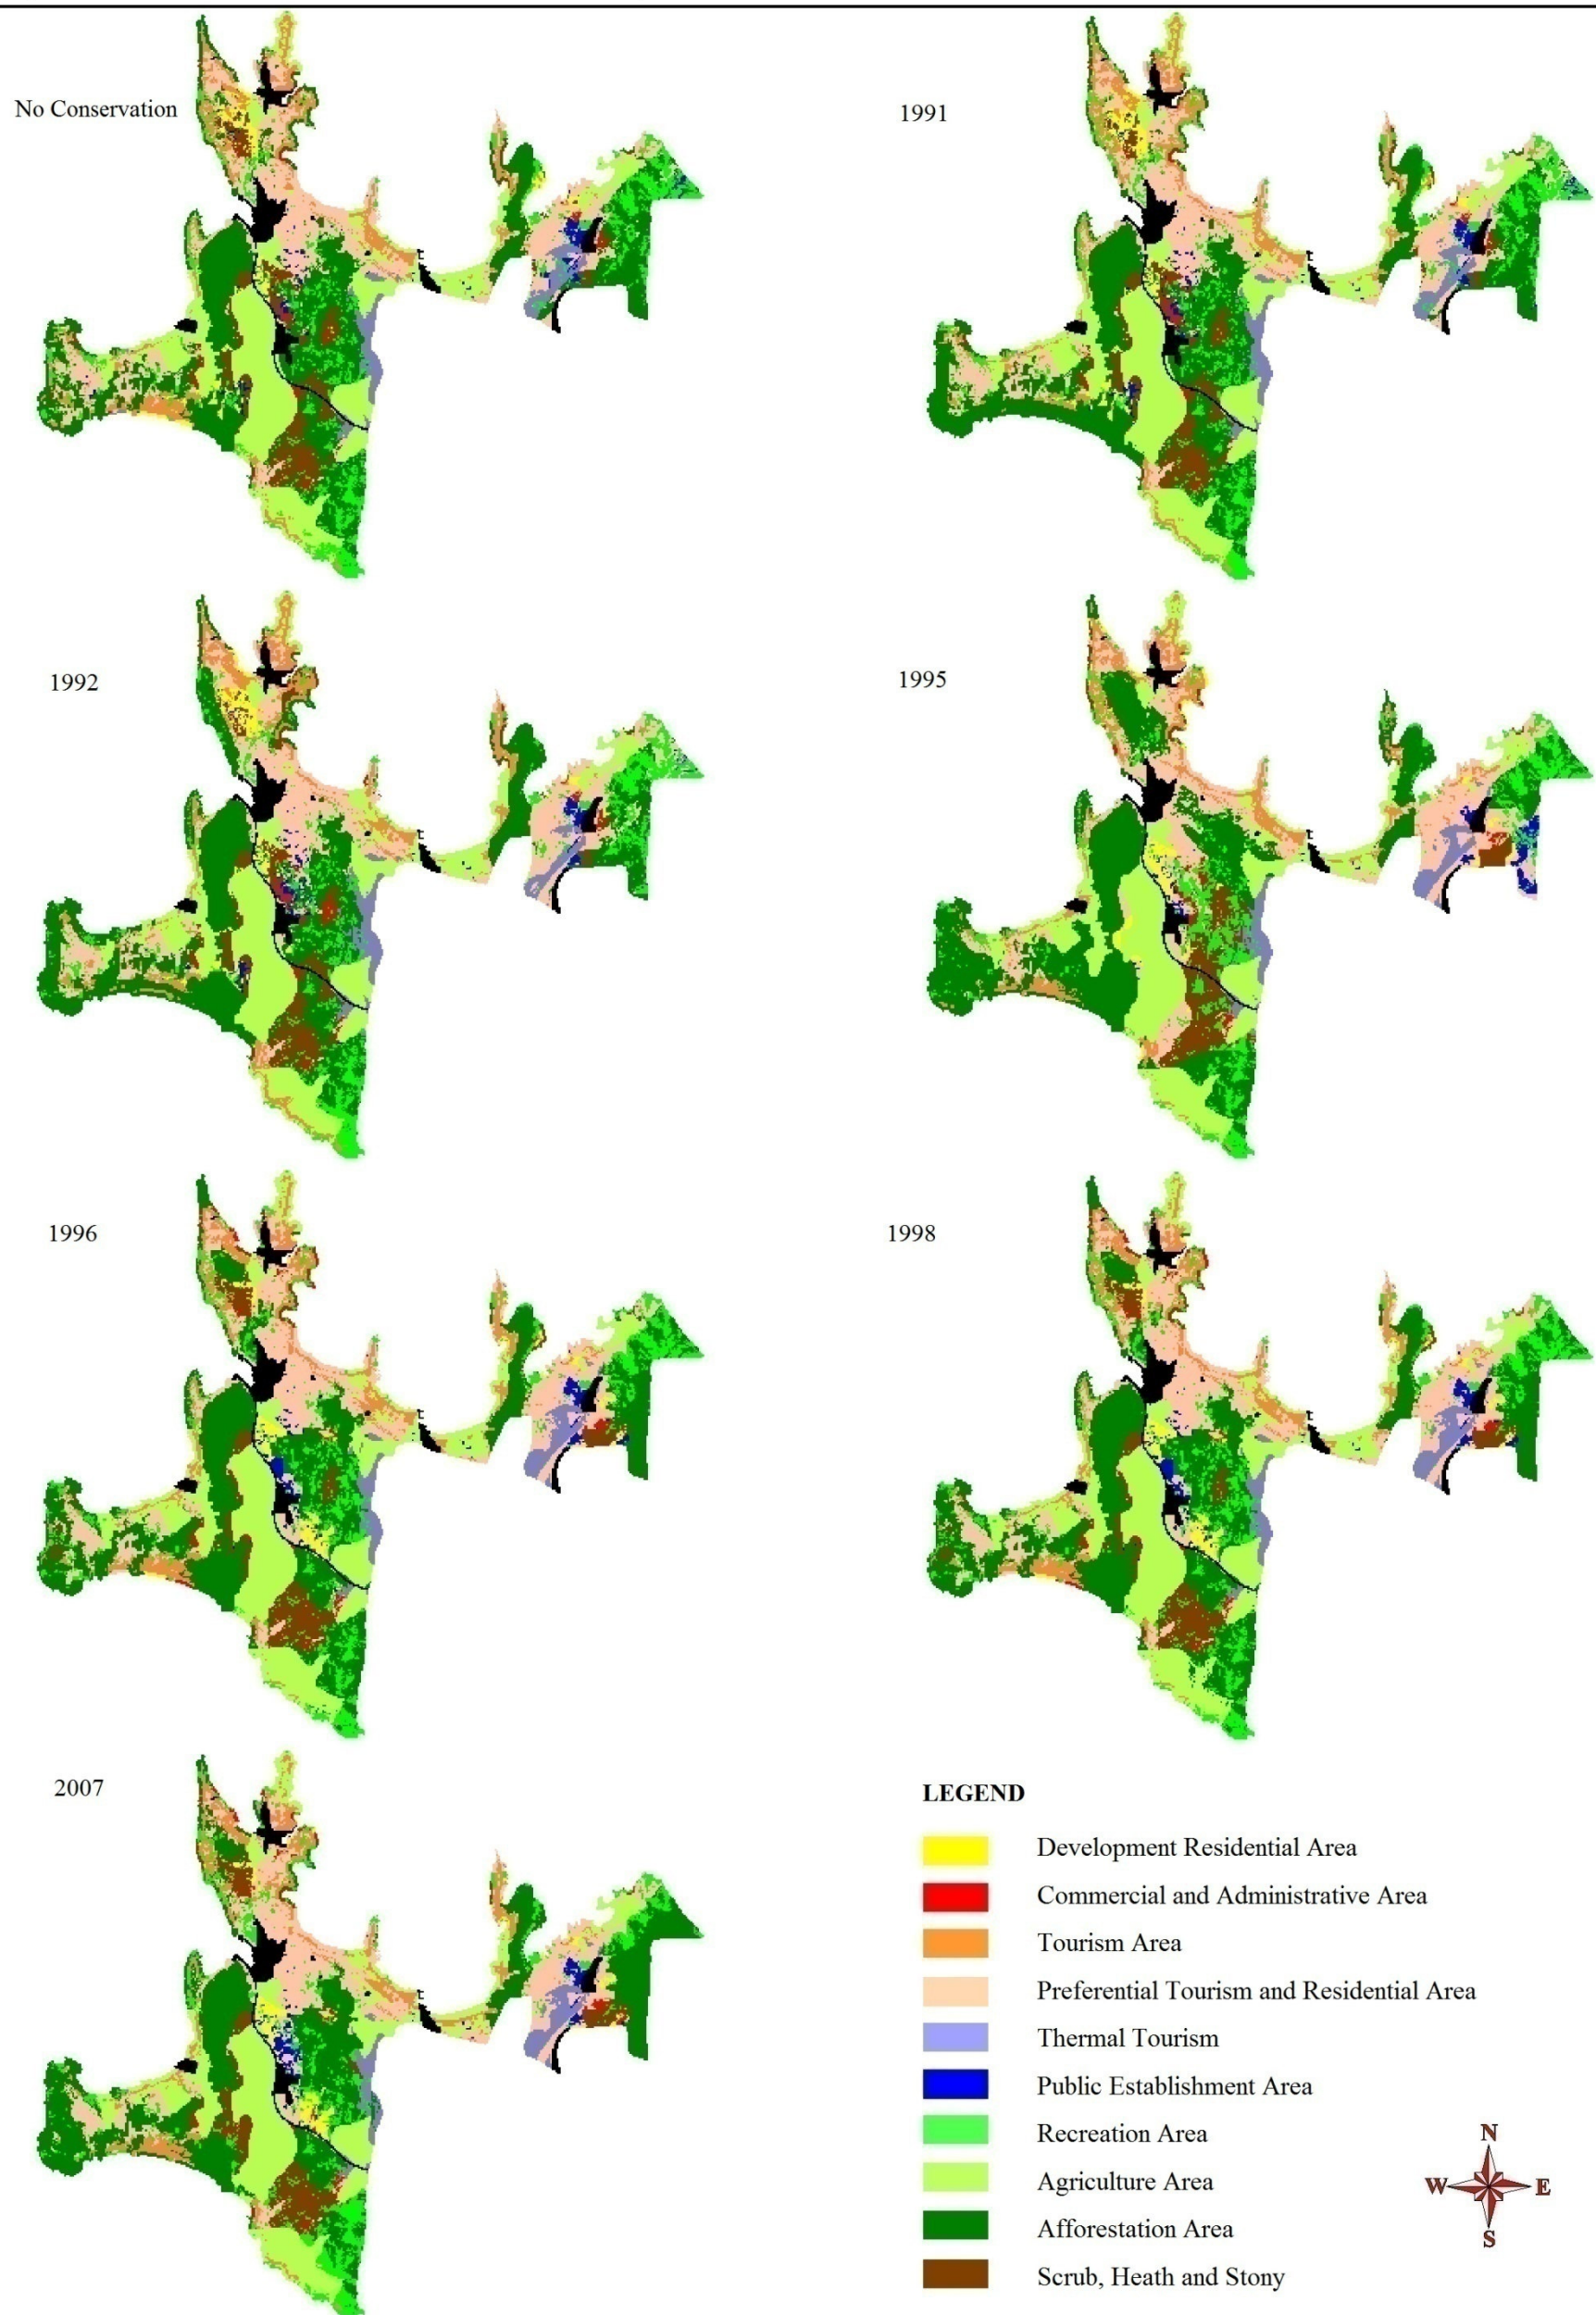 No Conservation
1991
1992
1995
1996
1998
2007
LEGEND
Development Residential Area
Commercial and Administrative Area
Tourism Area
Preferential Tourism and Residential Area
Thermal Tourism
Public Establishment Area
Recreation Area
Agriculture Area
Afforestation Area
Scrub, Heath and Stony
N
W E
S